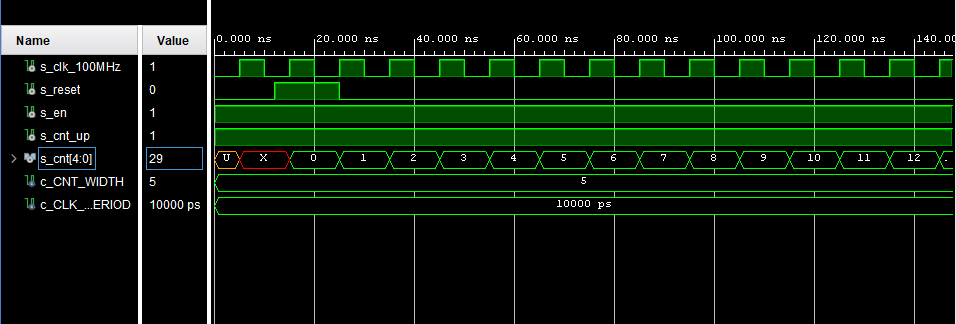 Name Value
0.000 ns 20.000 ns 40.000 ns 60.000 ns 80.000 ns 100.000 ns 120.000 ns 140.00
s_clk_100MHz 1
s_reset 0
s_en 1
s_cnt_up 1
s_cnt[4:0] 29 U X 0 1 2 3 4 5 6 7 8 9 10 11 12 .
c_CNT_WIDTH 5 5
c_CLK_...ERIOD 10000 ps 10000 ps